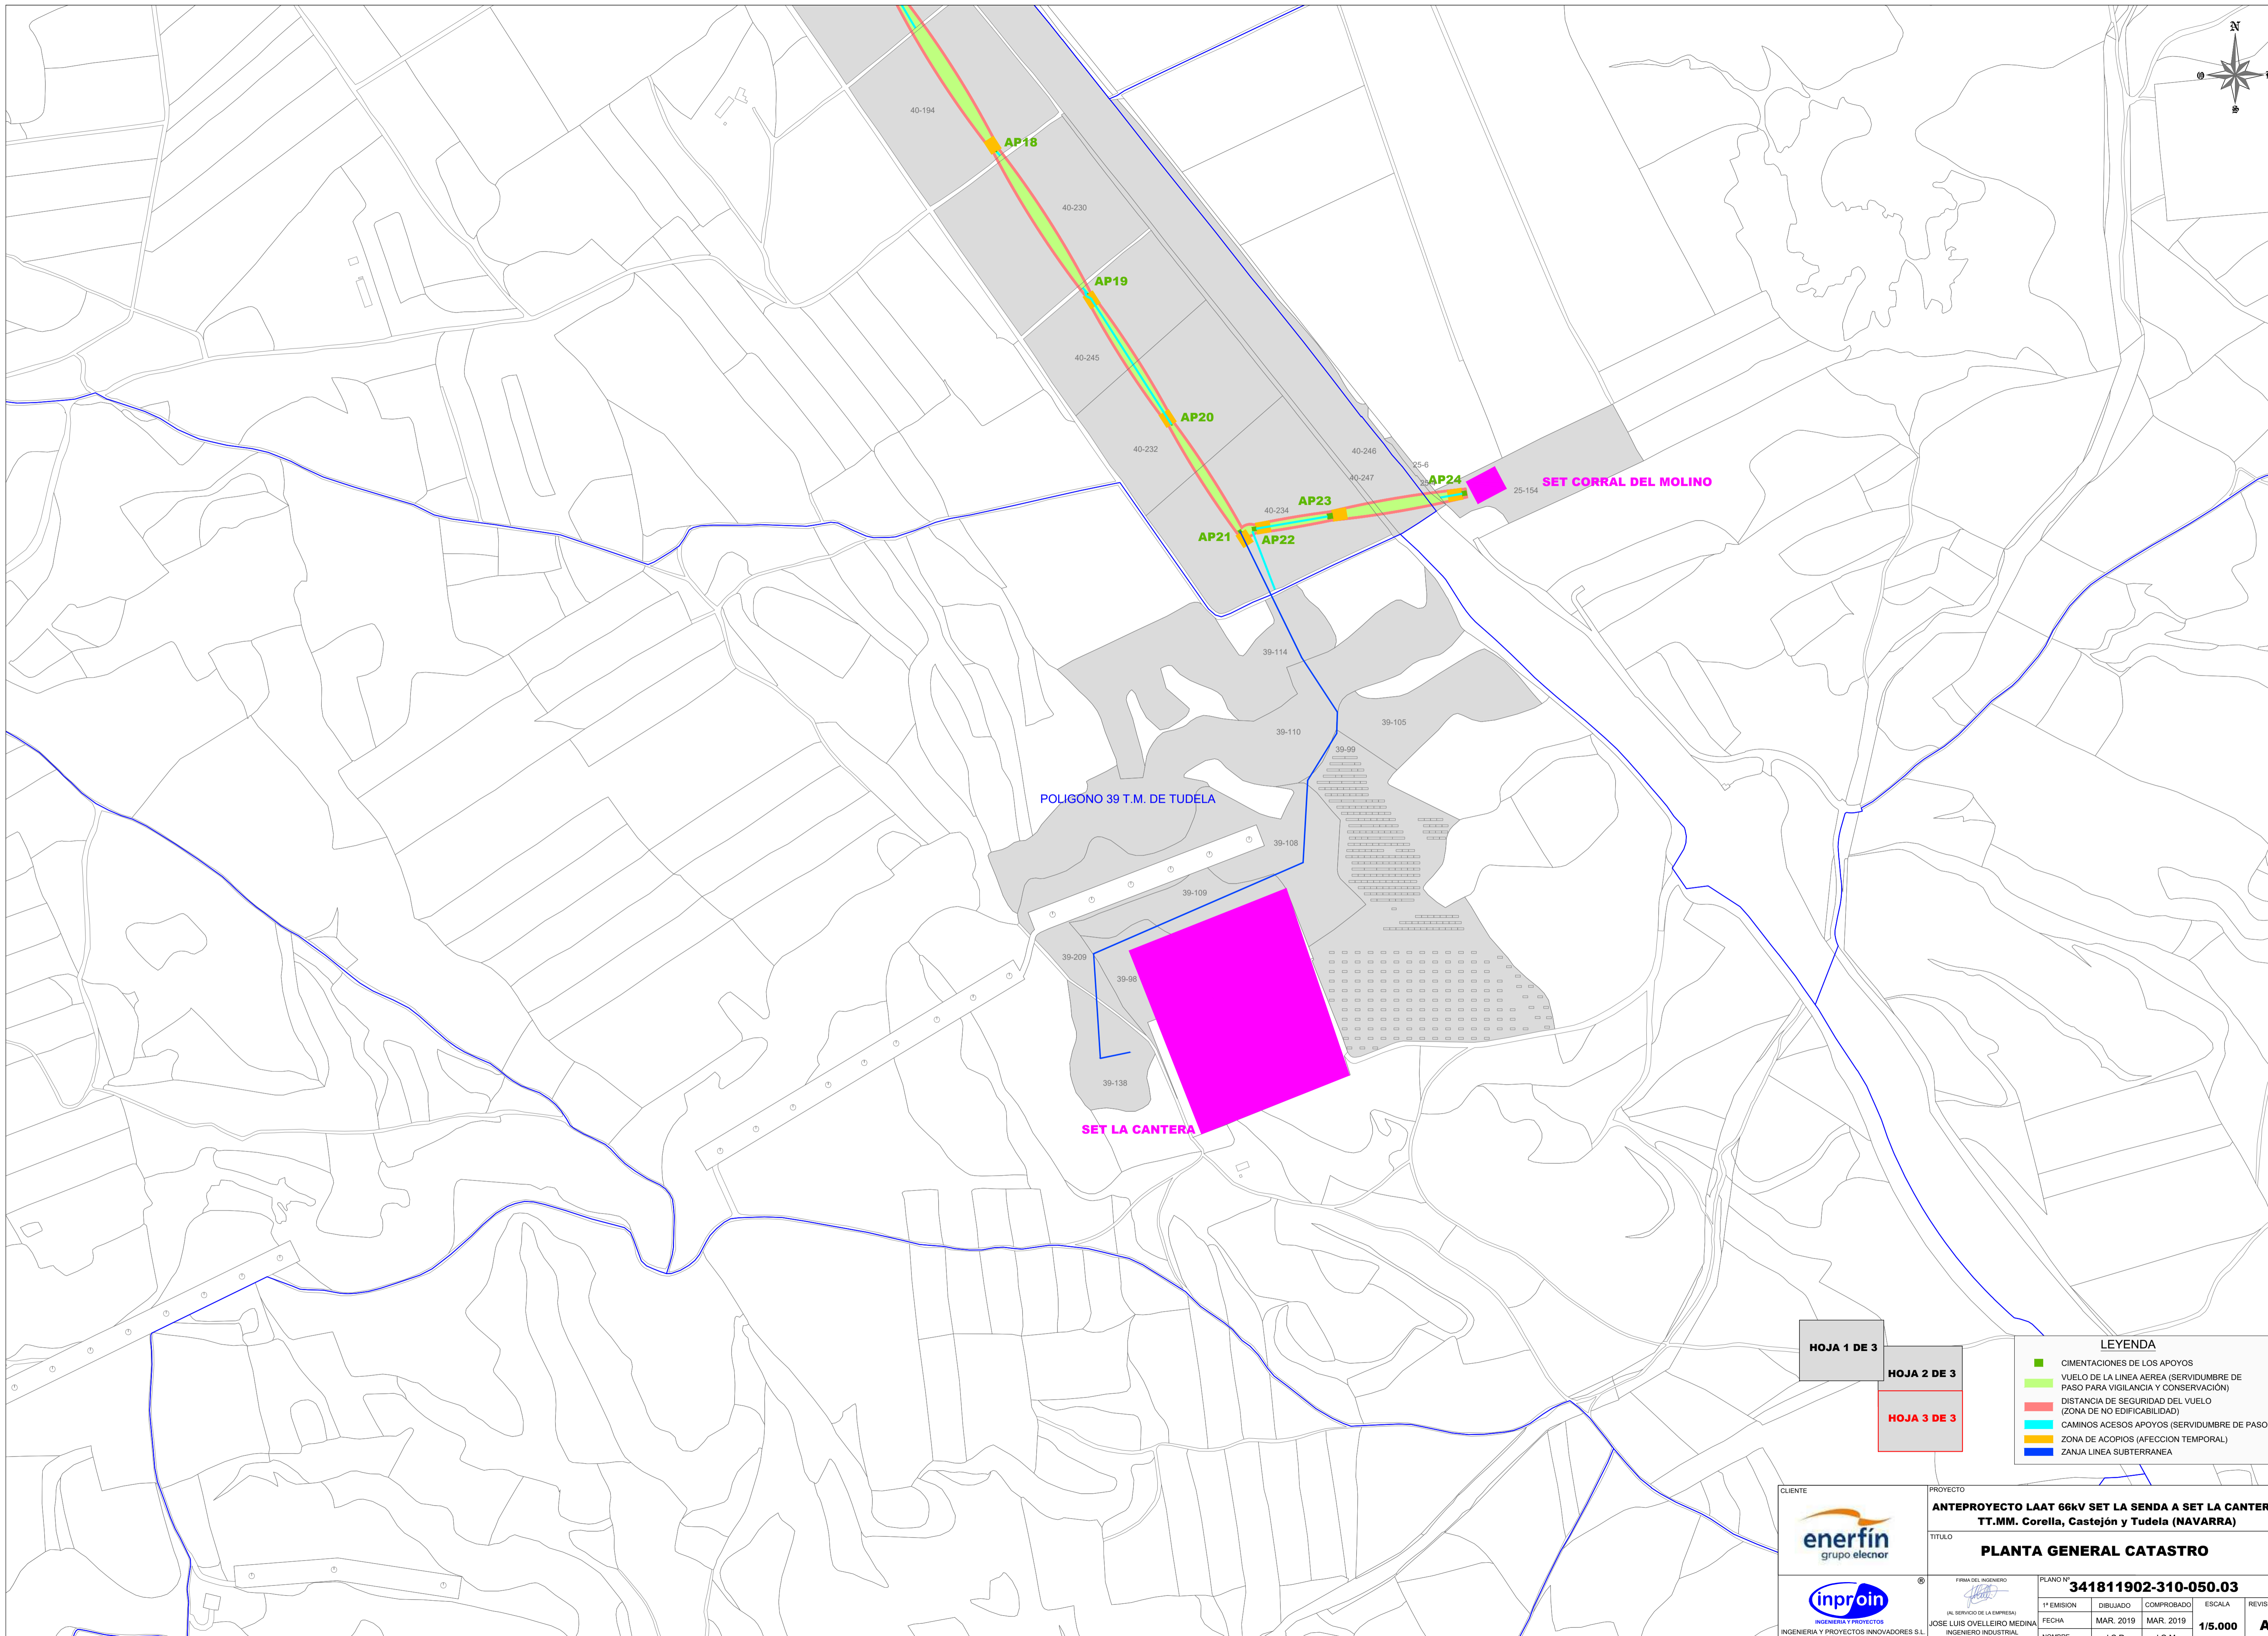 N
S
40-194
AP18
40-230
AP19
40-245
AP20
40-232
40-246
25-6
40-247
AP24
SET CORRAL DEL MOLINO
25-154
AP23
40-234
AP21
AP22
39-114
39-105
39-110
39-99
POLIGONO 39 T.M. DE TUDELA
39-108
39-109
39-209
39-98
39-138
SET LA CANTERA
HOJA 1 DE 3
HOJA 2 DE 3
HOJA 3 DE 3
LEYENDA
CIMENTACIONES DE LOS APOYOS
VUELO DE LA LINEA AEREA (SERVIDUMBRE DE
PASO PARA VIGILANCIA Y CONSERVACIÓN)
DISTANCIA DE SEGURIDAD DEL VUELO
(ZONA DE NO EDIFICABILIDAD)
CAMINOS ACESOS APOYOS (SERVIDUMBRE DE PASO
ZONA DE ACOPIOS (AFECCION TEMPORAL)
ZANJA LINEA SUBTERRANEA
CLIENTE
enerfín
grupo elecnor
PROYECTO
ANTEPROYECTO LAAT 66kV SET LA SENDA A SET LA CANTER
TT.MM. Corella, Castejón y Tudela (NAVARRA)
TITULO
PLANTA GENERAL CATASTRO
inproin ®
INGENIERÍA Y PROYECTOS
INGENIERIA Y PROYECTOS INNOVADORES S.L.
FIRMA DEL INGENIERO
(AL SERVICIO DE LA EMPRESA)
JOSE LUIS OVELLEIRO MEDINA
INGENIERO INDUSTRIAL
PLANO Nº
341811902-310-050.03
1ª EMISION DIBUJADO COMPROBADO ESCALA REVIS
FECHA MAR. 2019 MAR. 2019 1/5.000 A